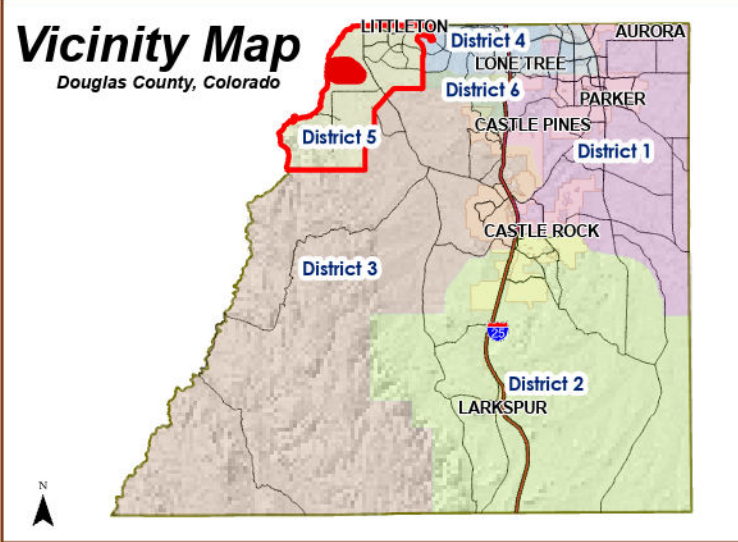 Vicinity Map
Douglas County, Colorado
LITTLETON
AURORA
District 4
LONE TREE
District 6
PARKER
CASTLE PINES
District 5
District 1
CASTLE ROCK
District 3
25
District 2
LARKSPUR
N